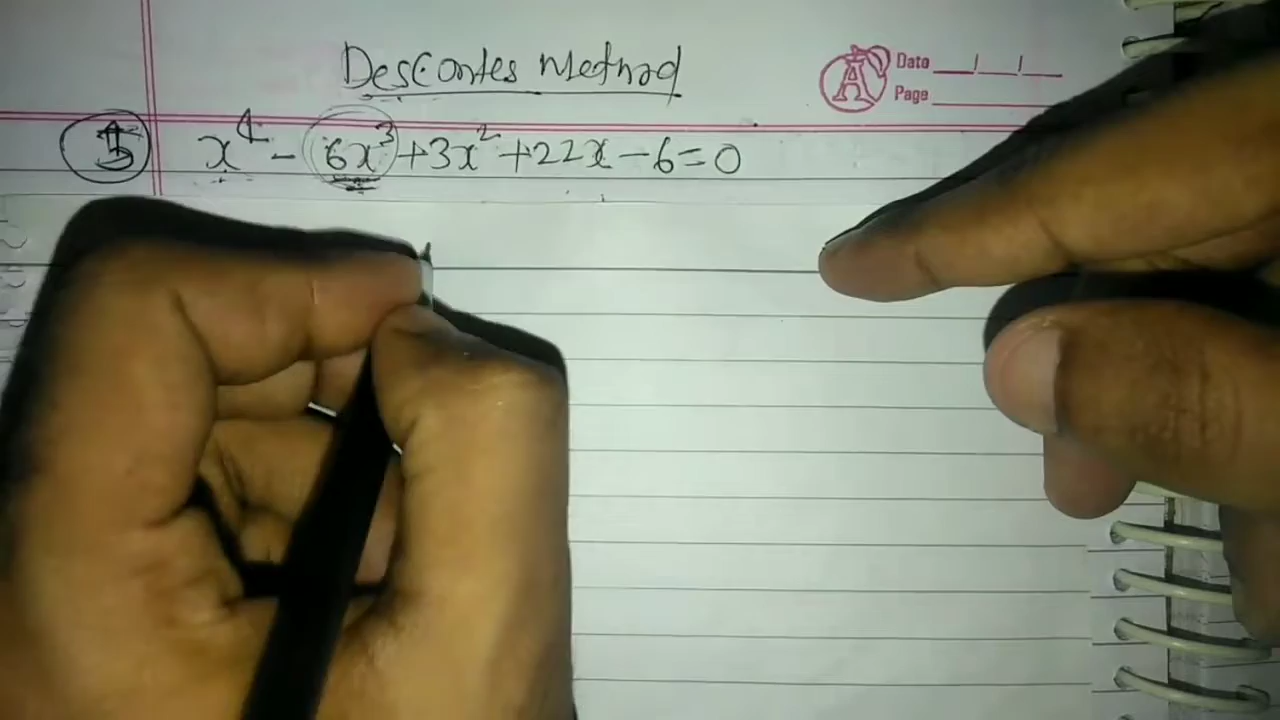 DesCartes Method
A Date / /
Page
5 x⁴ - 6x³ + 3x² + 22x - 6 = 0